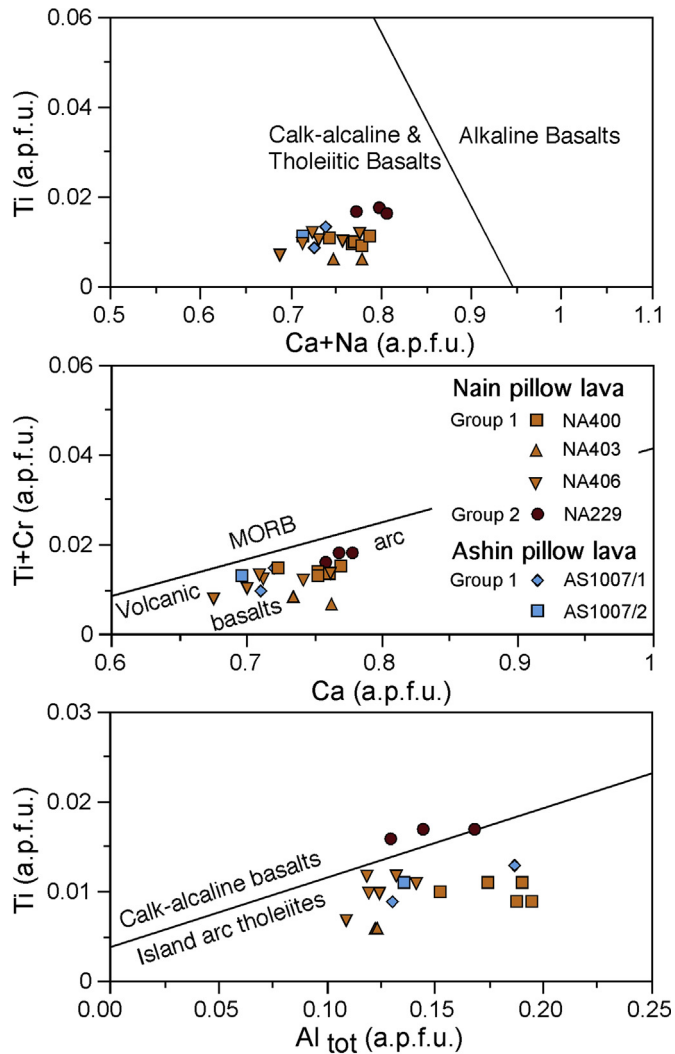 0.06
0.04
0.02
0
Ti (a.p.f.u.)
Calk-alcaline &
Tholeiitic Basalts
Alkaline Basalts
0.5
0.6
0.7
0.8
0.9
1
1.1
Ca+Na (a.p.f.u.)
0.06
0.04
0.02
0
Ti+Cr (a.p.f.u.)
MORB
Volcanic
arc
basalts
Nain pillow lava
Group 1
NA400
NA403
NA406
Group 2
NA229
Ashin pillow lava
Group 1
AS1007/1
AS1007/2
0.6
0.7
0.8
0.9
1
Ca (a.p.f.u.)
0.03
0.02
0.01
0
Ti (a.p.f.u.)
Calk-alcaline basalts
Island arc tholeiites
0.00
0.05
0.10
0.15
0.20
0.25
Al tot (a.p.f.u.)